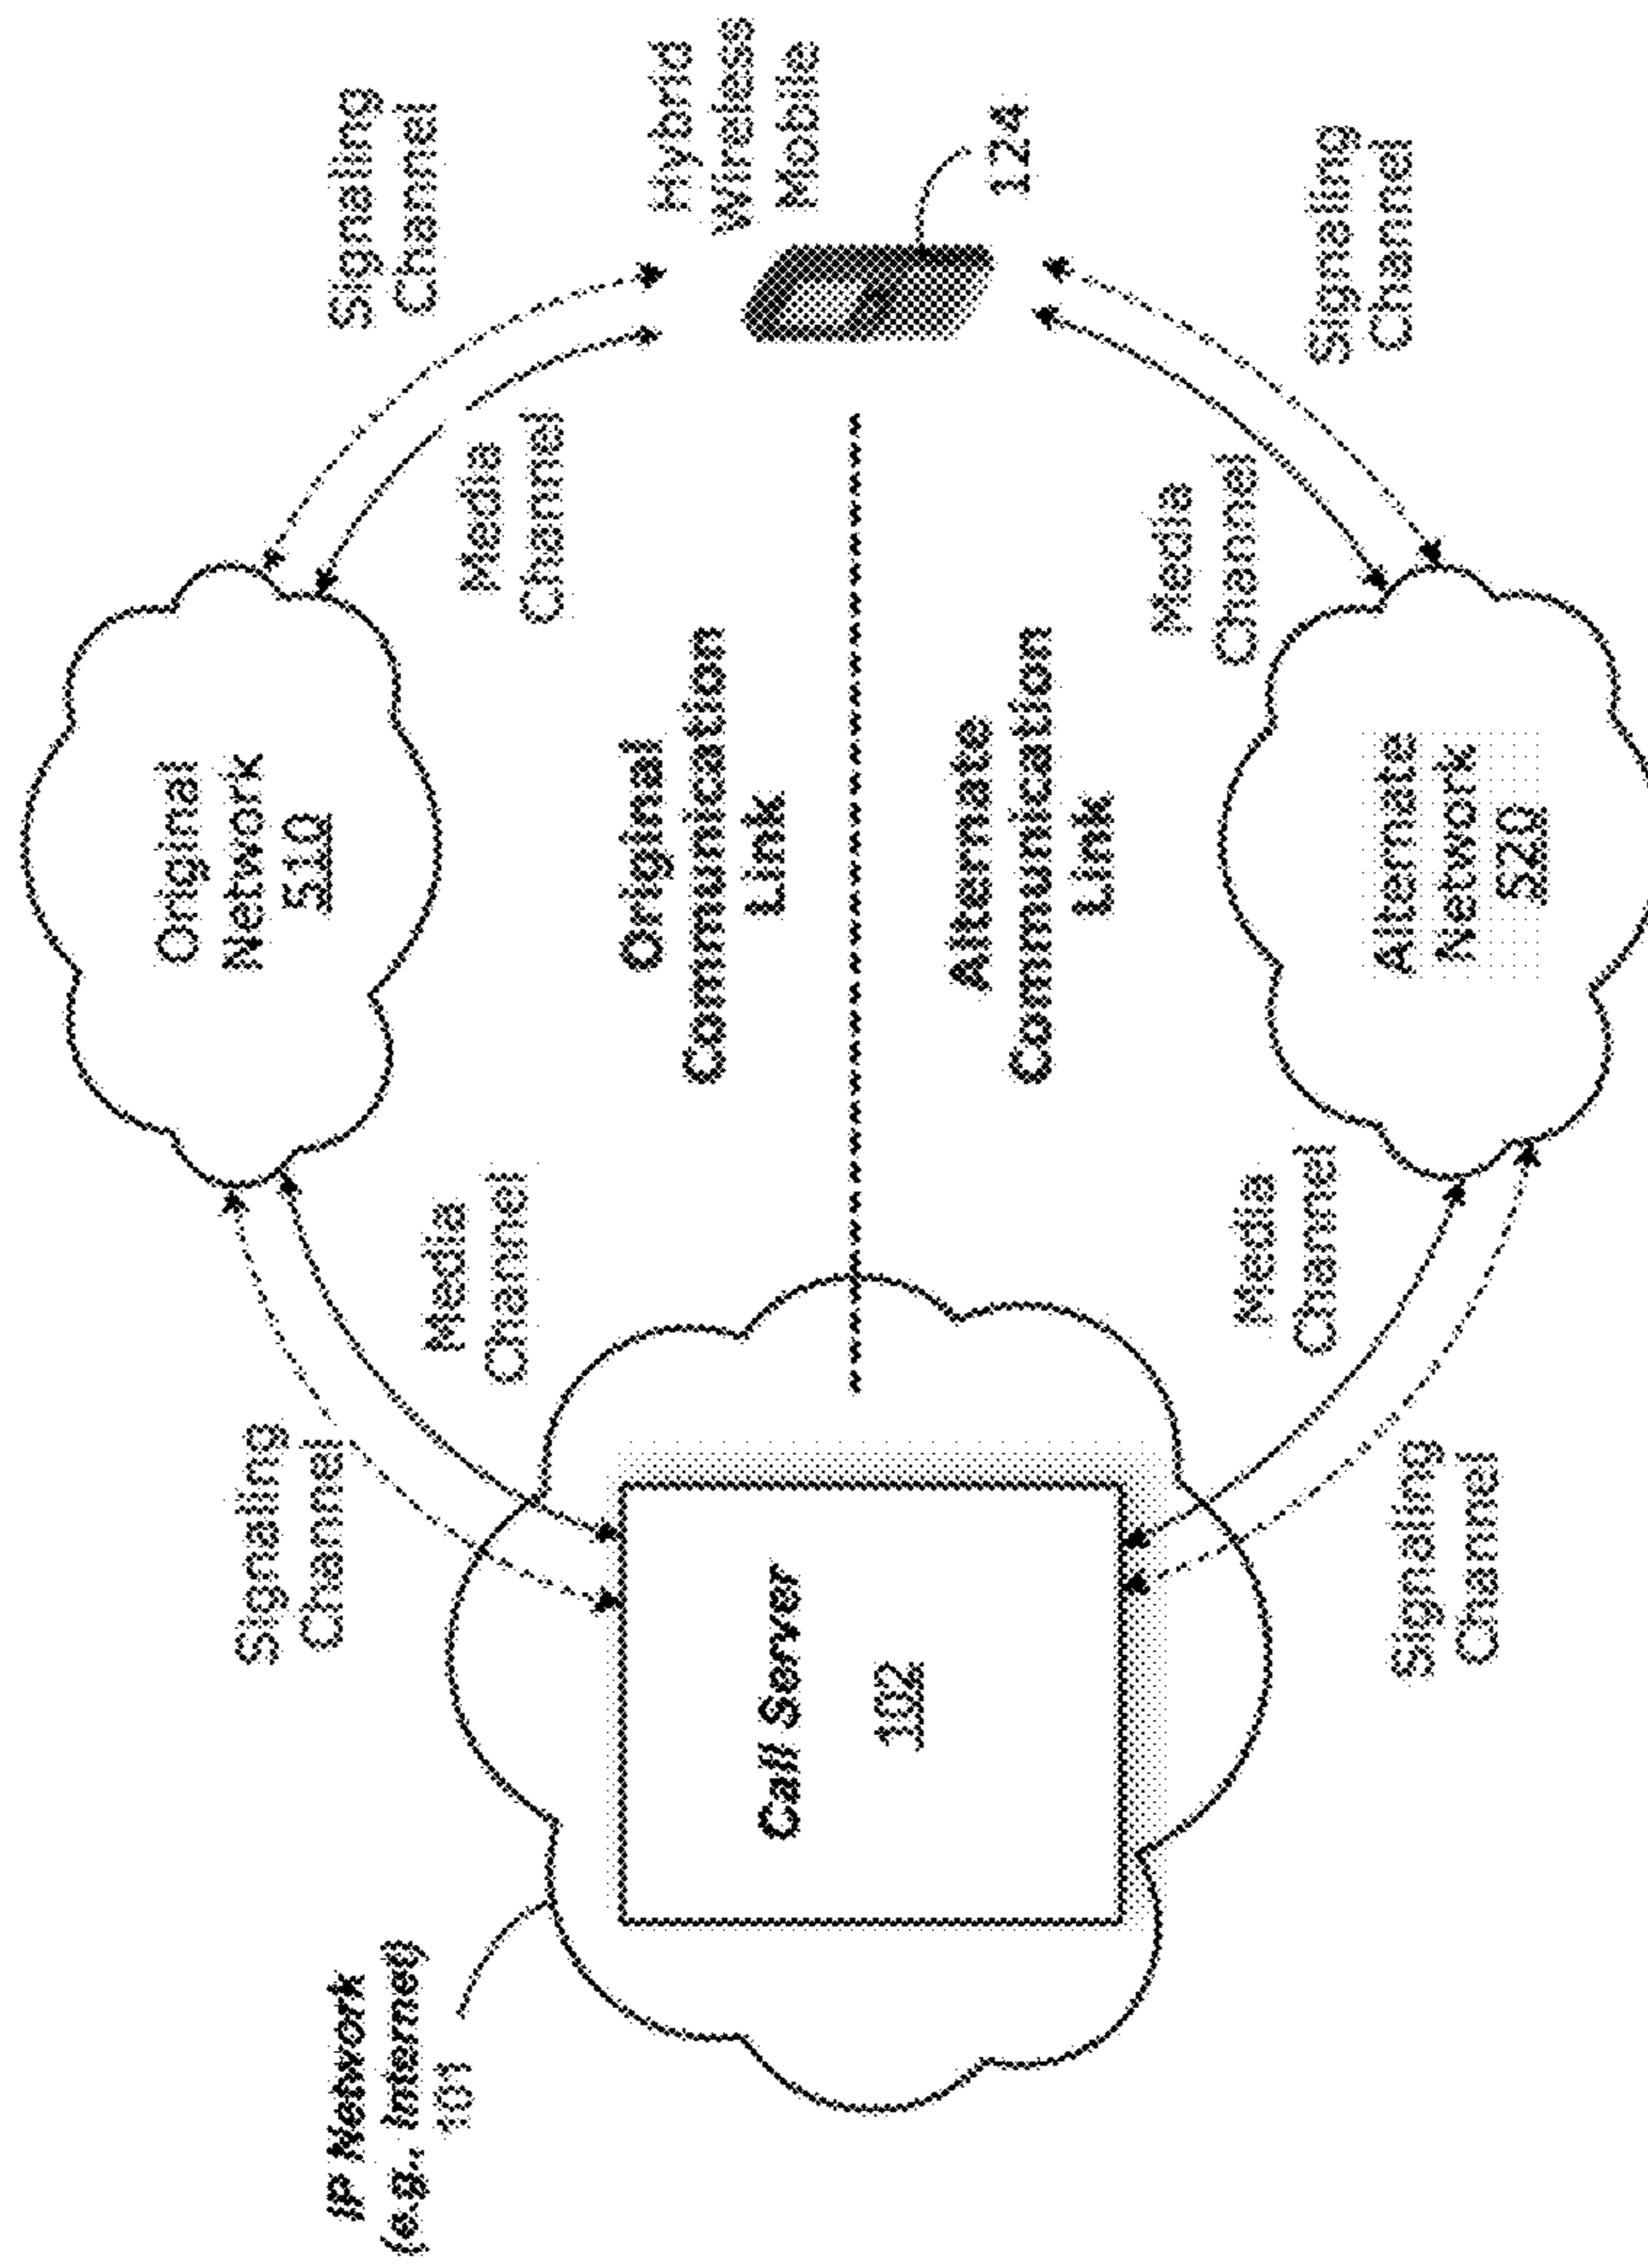 IP Network
(e.g., Internet)
101
Signaling
Channel
Media
Channel
Original
Network
510
Media
Channel
Signaling
Channel
Original
Communication
Link
Call Server
102
Hybrid
Wireless
Mobile
124
Alternate
Communication
Link
Media
Channel
Signaling
Channel
Alternate
Network
520
Media
Channel
Signaling
Channel